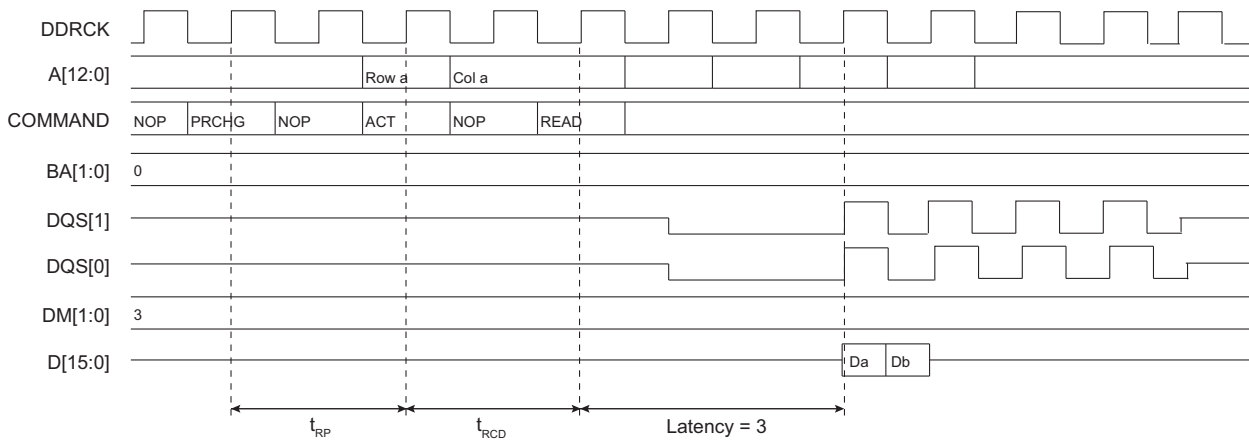 DDRCK
A[12:0] Row a Col a
COMMAND NOP PRCHG NOP ACT NOP READ
BA[1:0] 0
DQS[1]
DQS[0]
DM[1:0] 3
D[15:0] Da Db
tRP tRCD Latency = 3